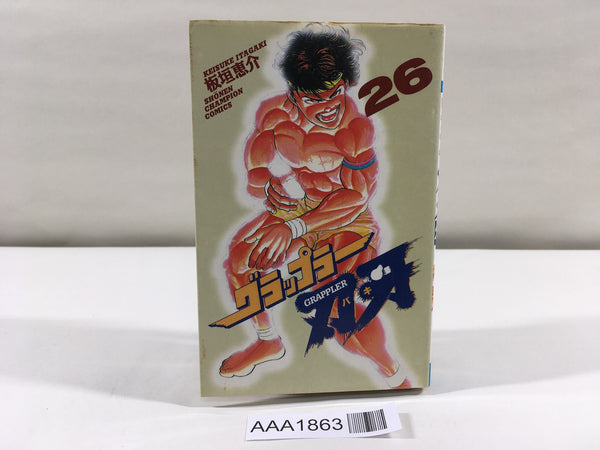 KEISUKE ITAGAKI
板垣恵介
SHŌNEN
CHAMPION
COMICS
26
グラップラー
GRAPPLER
刃牙
バキ
AAA1863